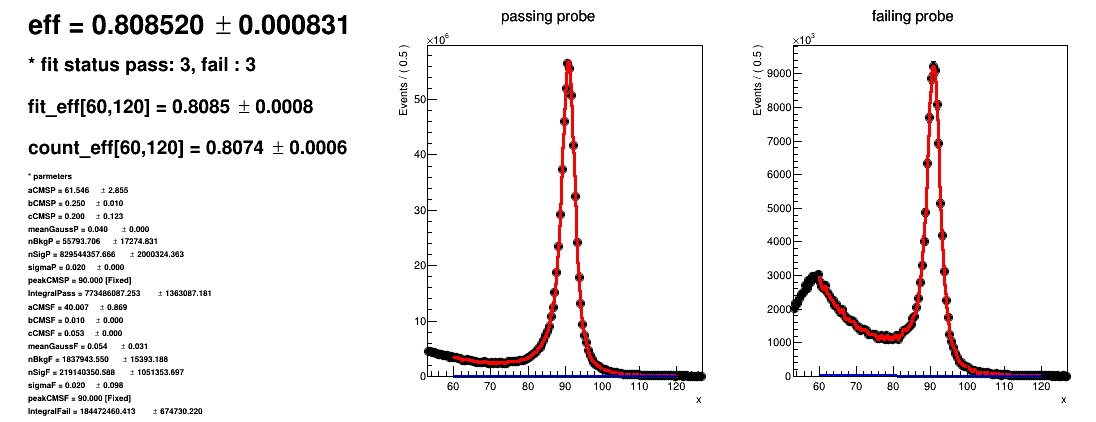 eff = 0.808520 ± 0.000831
* fit status pass: 3, fail : 3
fit_eff[60,120] = 0.8085 ± 0.0008
count_eff[60,120] = 0.8074 ± 0.0006
* parmeters
aCMSP = 61.546 ± 2.855
bCMSP = 0.250 ± 0.010
cCMSP = 0.200 ± 0.123
meanGaussP = 0.040 ± 0.000
nBkgP = 55793.706 ± 17274.831
nSigP = 829544357.666 ± 2000324.363
sigmaP = 0.020 ± 0.000
peakCMSP = 90.000 [Fixed]
IntegralPass = 773486087.253 ± 1363087.181
aCMSF = 40.007 ± 0.869
bCMSF = 0.010 ± 0.000
cCMSF = 0.053 ± 0.000
meanGaussF = 0.054 ± 0.031
nBkgF = 1837943.550 ± 15393.188
nSigF = 219140350.588 ± 1051353.697
sigmaF = 0.020 ± 0.098
peakCMSF = 90.000 [Fixed]
IntegralFail = 184472460.413 ± 674730.220
passing probe
×10⁶
Events / ( 0.5 )
50
40
30
20
10
0
60 70 80 90 100 110 120
x
failing probe
×10³
Events / ( 0.5 )
9000
8000
7000
6000
5000
4000
3000
2000
1000
0
60 70 80 90 100 110 120
x